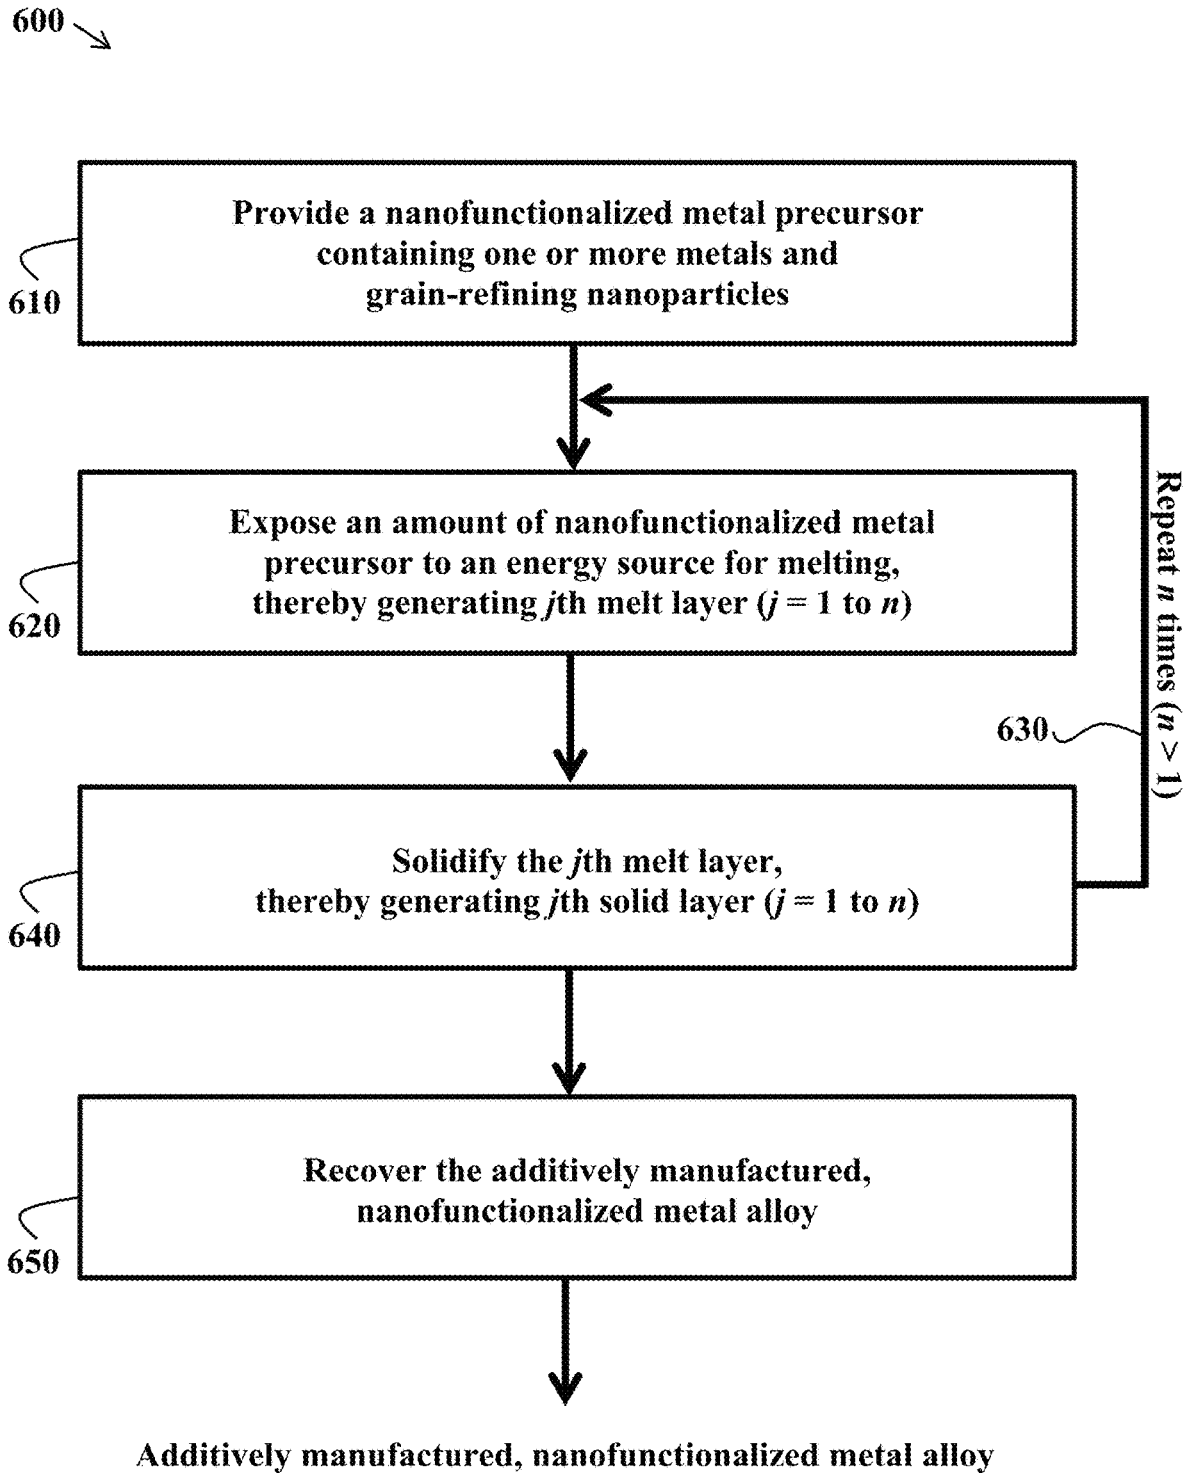 600
Provide a nanofunctionalized metal precursor
containing one or more metals and
grain-refining nanoparticles
610
Expose an amount of nanofunctionalized metal
precursor to an energy source for melting,
thereby generating jth melt layer (j = 1 to n)
620
Repeat n times (n > 1)
630
Solidify the jth melt layer,
thereby generating jth solid layer (j = 1 to n)
640
Recover the additively manufactured,
nanofunctionalized metal alloy
650
Additively manufactured, nanofunctionalized metal alloy